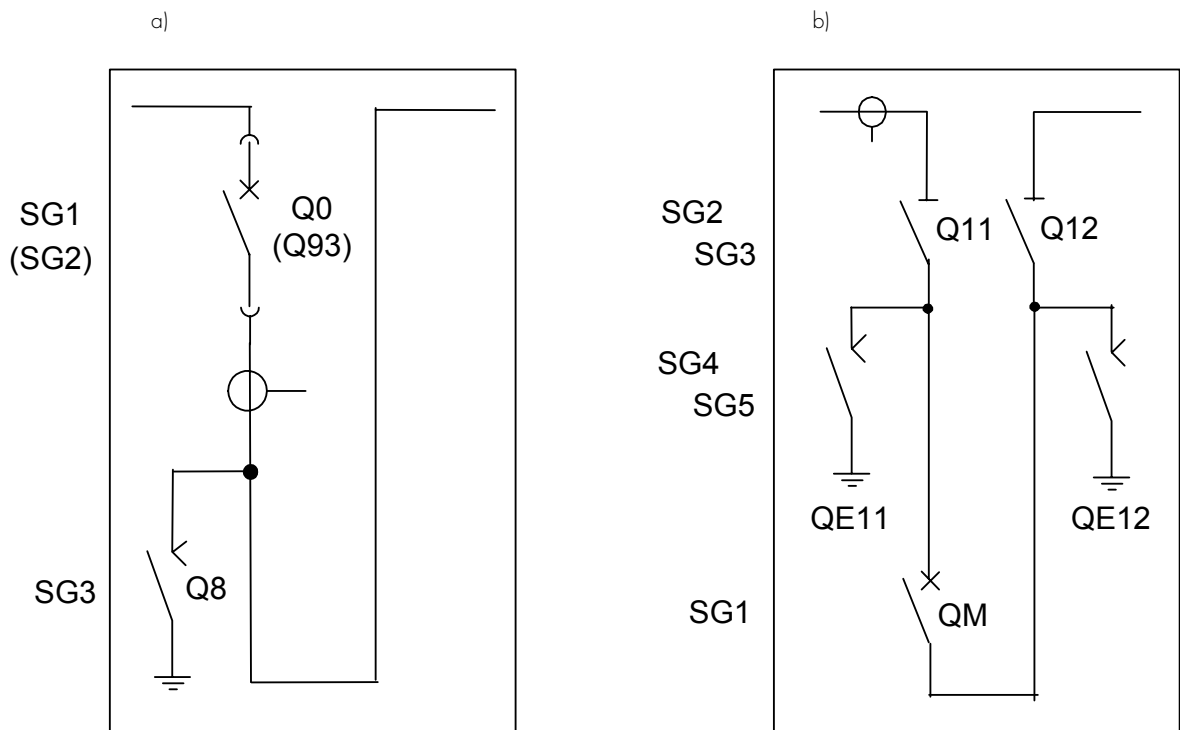 a)
SG1
(SG2)
Q0
(Q93)
SG3
Q8
b)
SG2
SG3
Q11
Q12
SG4
SG5
QE11
QE12
SG1
QM